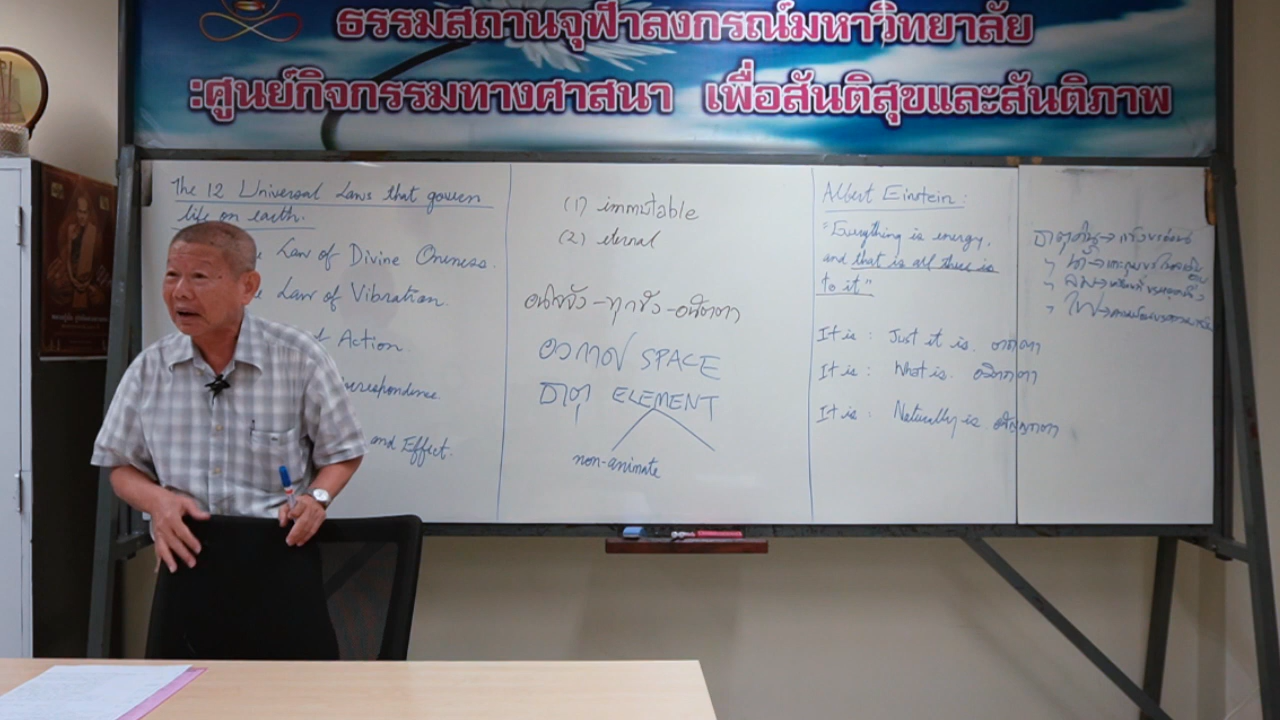 ธรรมสถานจุฬาลงกรณ์มหาวิทยาลัย
:ศูนย์กิจกรรมทางศาสนา เพื่อสันติสุขและสันติภาพ
The 12 Universal Laws that govern
life on earth.
Law of Divine Oneness.
Law of Vibration.
Action.
and Effect.
(1) immutable
(2) eternal
อนิจจัง-ทุกขัง-อนัตตา
อวกาศ SPACE
ธาตุ ELEMENT
non-animate
Albert Einstein:
"Everything is energy,
and that is all there is
to it"
It is: Just it is.
It is: What is.
It is: Naturally is.
ธาตุดิน